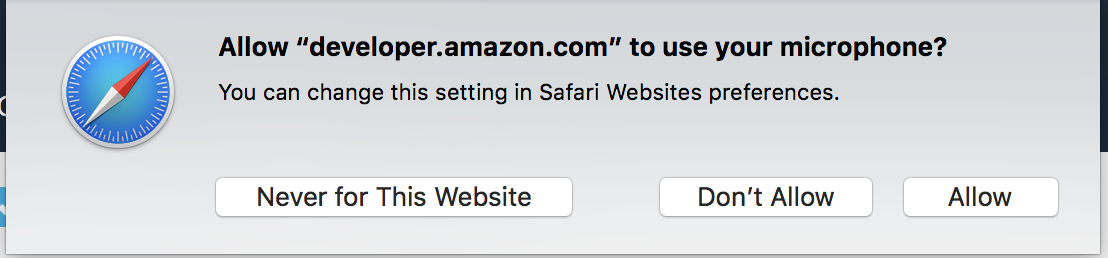 Allow “developer.amazon.com” to use your microphone?
You can change this setting in Safari Websites preferences.
Never for This Website
Don’t Allow
Allow